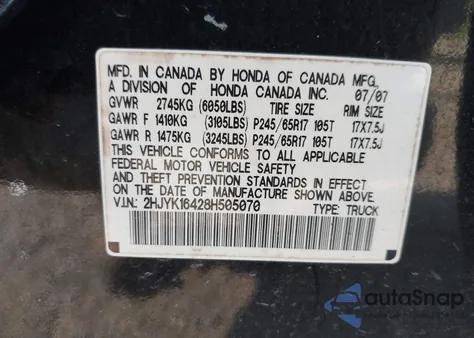 MFD. IN CANADA BY HONDA OF CANADA MFG.
A DIVISION OF HONDA CANADA INC. 07/07
GVWR 2745KG (6050LBS) TIRE SIZE RIM SIZE
GAWR F 1410KG (3105LBS) P245/65R17 105T 17X7.5J
GAWR R 1475KG (3245LBS) P245/65R17 105T 17X7.5J
THIS VEHICLE CONFORMS TO ALL APPLICABLE
FEDERAL MOTOR VEHICLE SAFETY
AND THEFT PREVENTION STANDARDS IN EFFECT
ON THE DATE OF MANUFACTURE SHOWN ABOVE.
V.I.N: 2HJYK16428H505070 TYPE: TRUCK
autaSnap